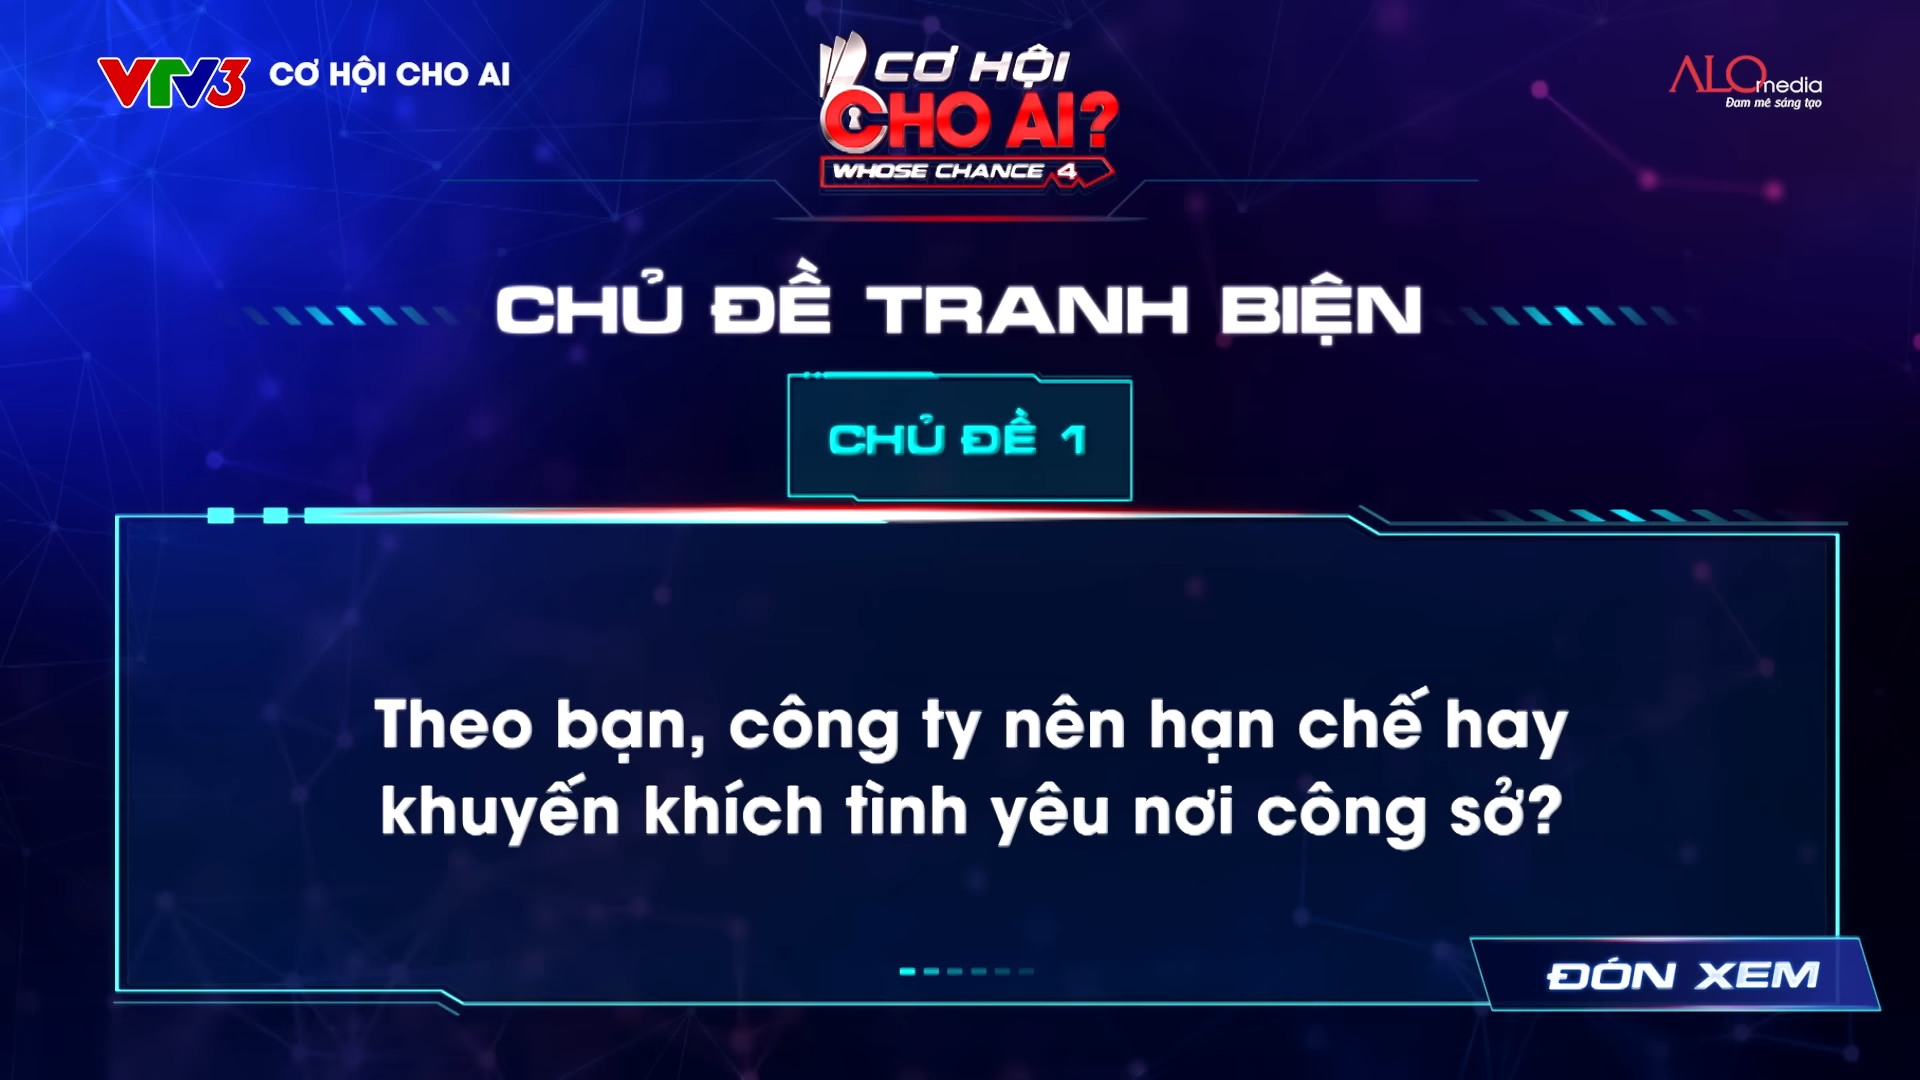 VTV3 CƠ HỘI CHO AI
CƠ HỘI
CHO AI?
WHOSE CHANCE 4
ALO media
Đam mê sáng tạo
CHỦ ĐỀ TRANH BIỆN
CHỦ ĐỀ 1
Theo bạn, công ty nên hạn chế hay
khuyến khích tình yêu nơi công sở?
ĐÓN XEM